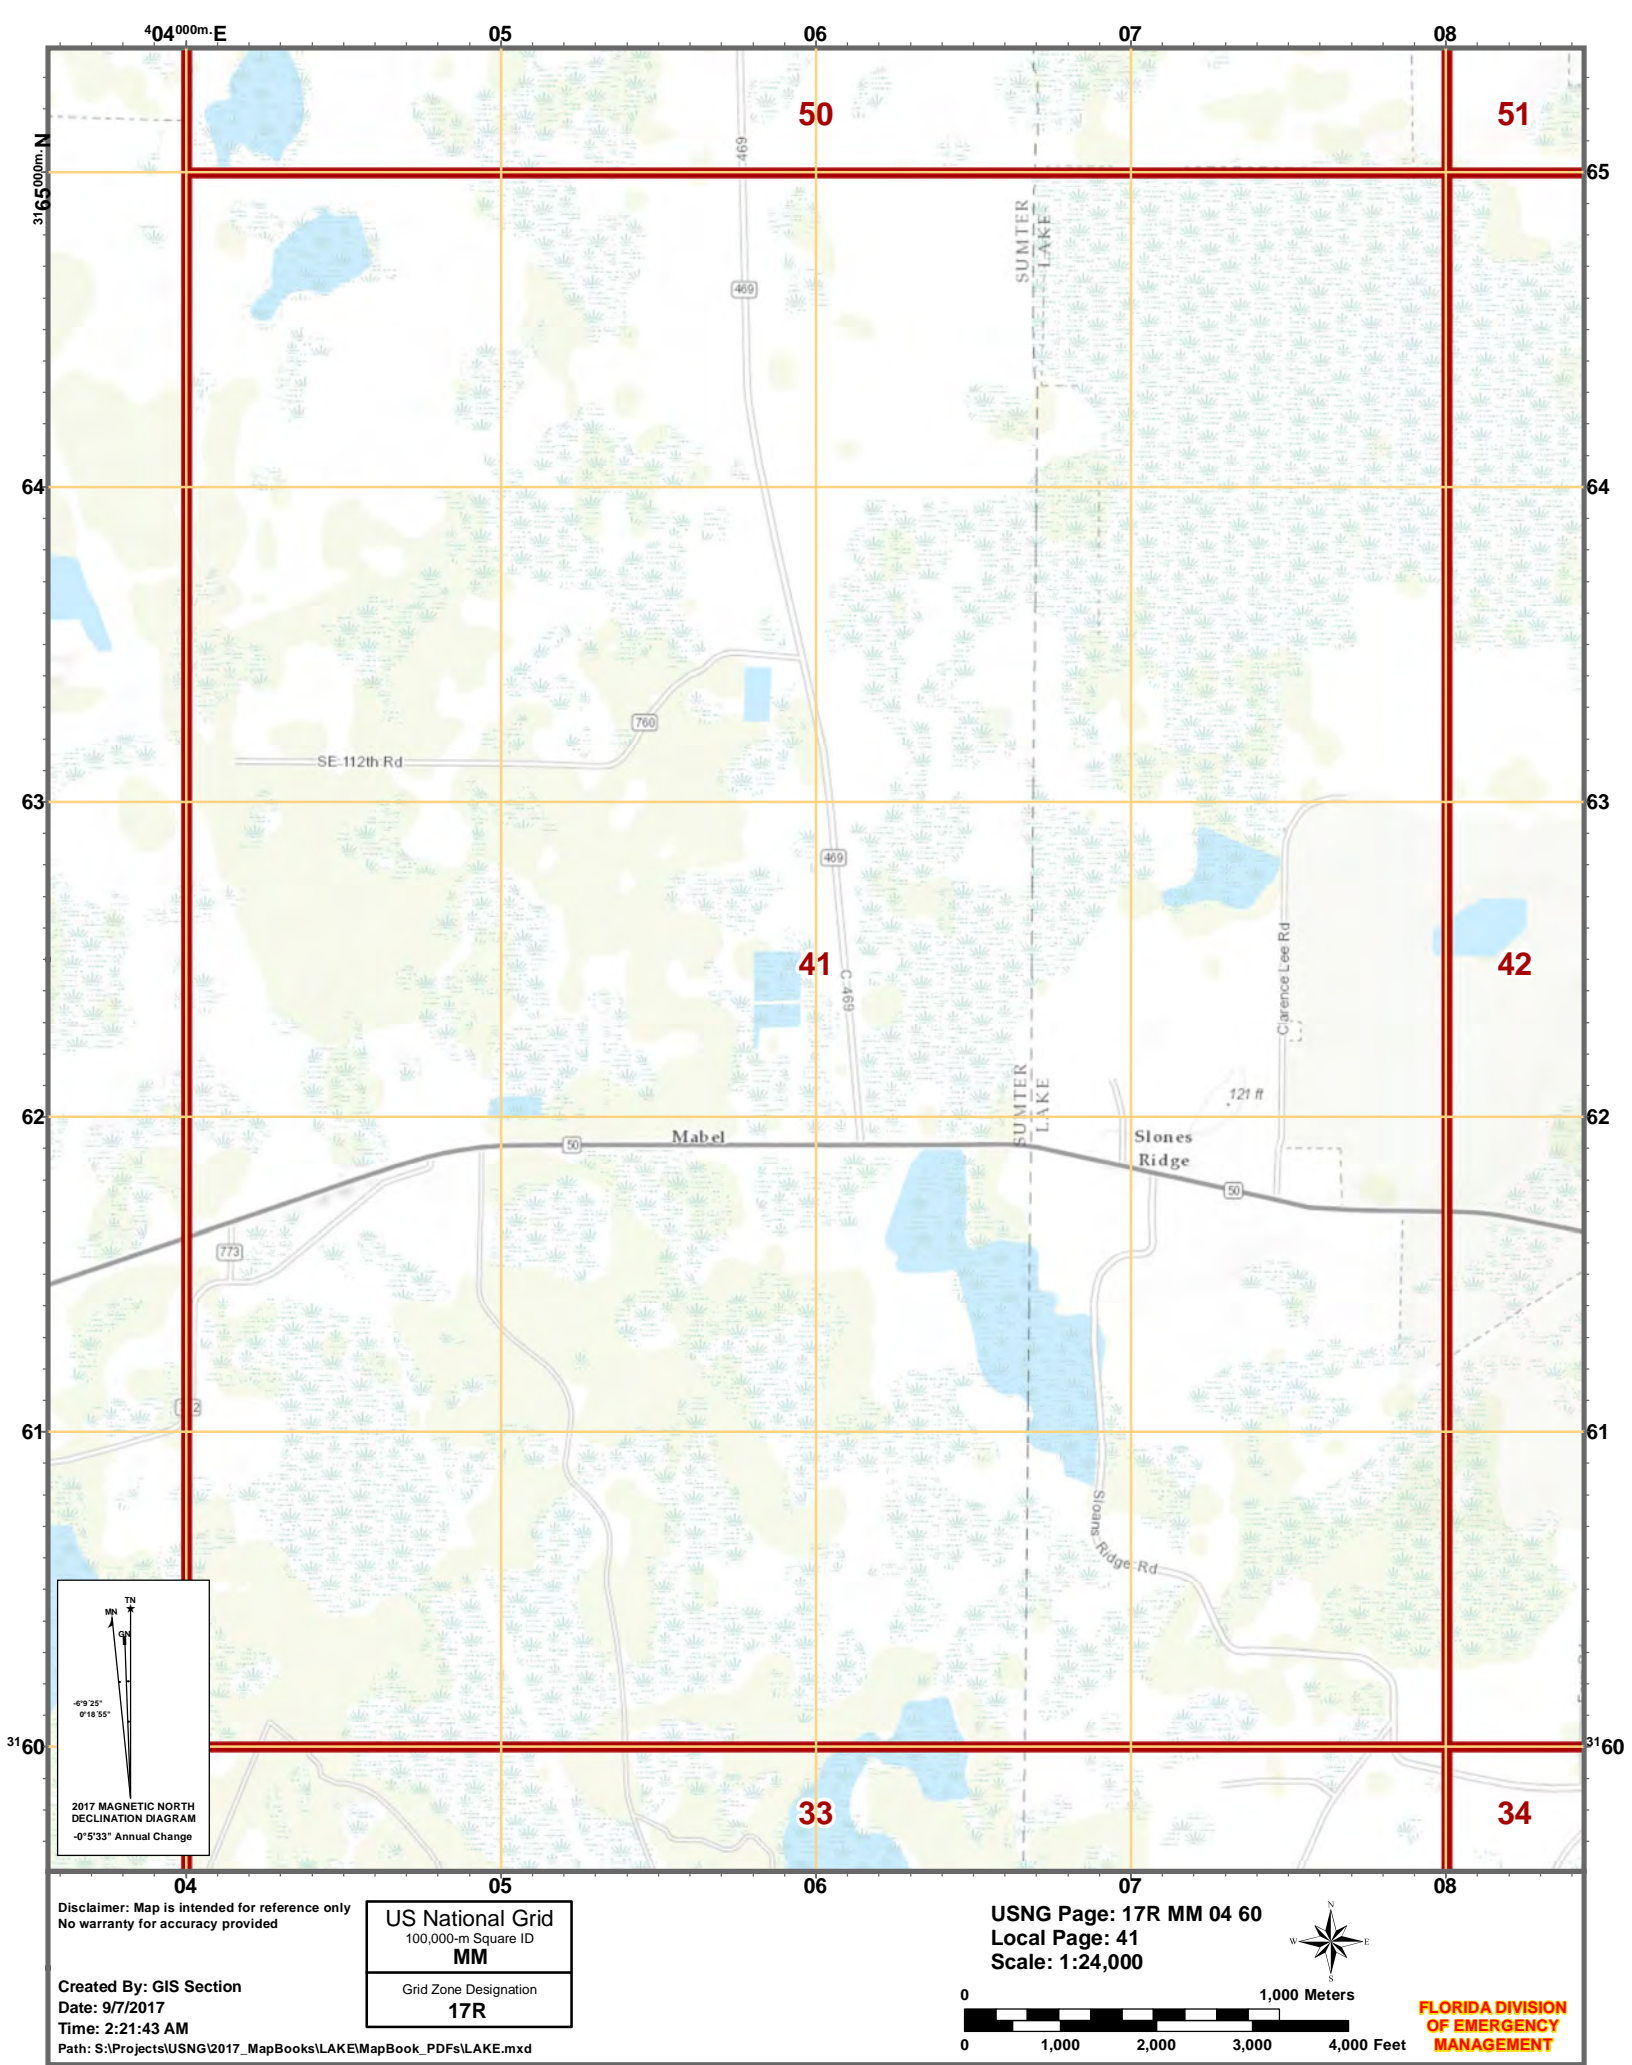 404000m.E 05 06 07 08
50 51
3165000m.N 65
469
SUMTER
LAKE
469
64 64
760
SE 112th Rd
63 63
469
41 42
C 469
Clarence Lee Rd
121 ft
SUMTER
LAKE
62 62
Mabel
Slones
Ridge
50
50
773
61 61
Sloans Ridge Rd
TN
MN
GN
-6°9'25"
0°18'55"
3160 3160
2017 MAGNETIC NORTH
DECLINATION DIAGRAM
-0°5'33" Annual Change
33 34
04 05 06 07 08
Disclaimer: Map is intended for reference only
No warranty for accuracy provided
Created By: GIS Section
Date: 9/7/2017
Time: 2:21:43 AM
Path: S:\Projects\USNG\2017_MapBooks\LAKE\MapBook_PDFs\LAKE.mxd
US National Grid
100,000-m Square ID
MM
Grid Zone Designation
17R
USNG Page: 17R MM 04 60
Local Page: 41
Scale: 1:24,000
N
W E
S
0 1,000 Meters
0 1,000 2,000 3,000 4,000 Feet
FLORIDA DIVISION
OF EMERGENCY
MANAGEMENT